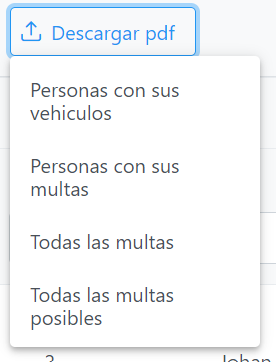 Descargar pdf
Personas con sus
vehiculos
Personas con sus
multas
Todas las multas
Todas las multas
posibles